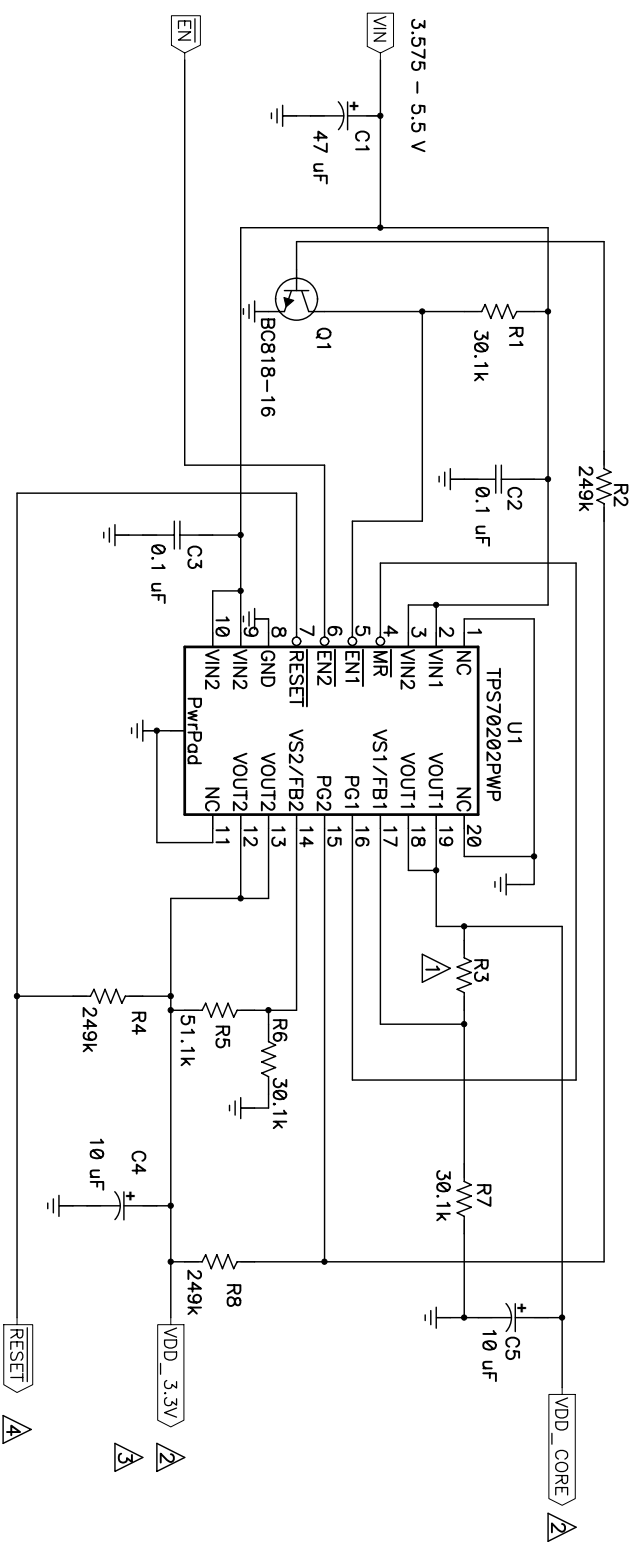 3.575 - 5.5 V
VIN
EN
C1
47 uF
R2
249k
R1
30.1k
Q1
BC818-16
C2
0.1 uF
C3
0.1 uF
U1
TPS70202PWP
1
NC
2
VIN1
3
VIN2
4
MR
5
EN1
6
EN2
7
RESET
8
GND
9
VIN2
10
VIN2
NC
20
VOUT1
19
VOUT1
18
VS1/FB1
17
PG1
16
PG2
15
VS2/FB2
14
VOUT2
13
VOUT2
12
NC
11
PwrPad
R3
1
R7
30.1k
C5
10 uF
R6
30.1k
R5
51.1k
R4
249k
C4
10 uF
R8
249k
VDD_CORE
2
VDD_3.3V
2
3
RESET
4